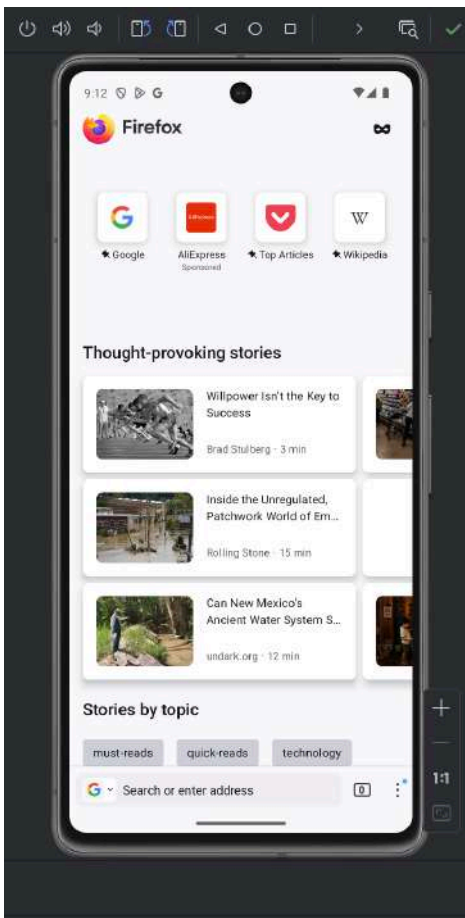 9:12
Firefox
Google
AliExpress
AliExpress
Sponsored
Top Articles
W
Wikipedia
Thought-provoking stories
Willpower Isn't the Key to
Success
Brad Stulberg · 3 min
Inside the Unregulated,
Patchwork World of Em...
Rolling Stone · 15 min
Can New Mexico's
Ancient Water System S...
undark.org · 12 min
Stories by topic
must-reads
quick-reads
technology
Search or enter address
0
1:1